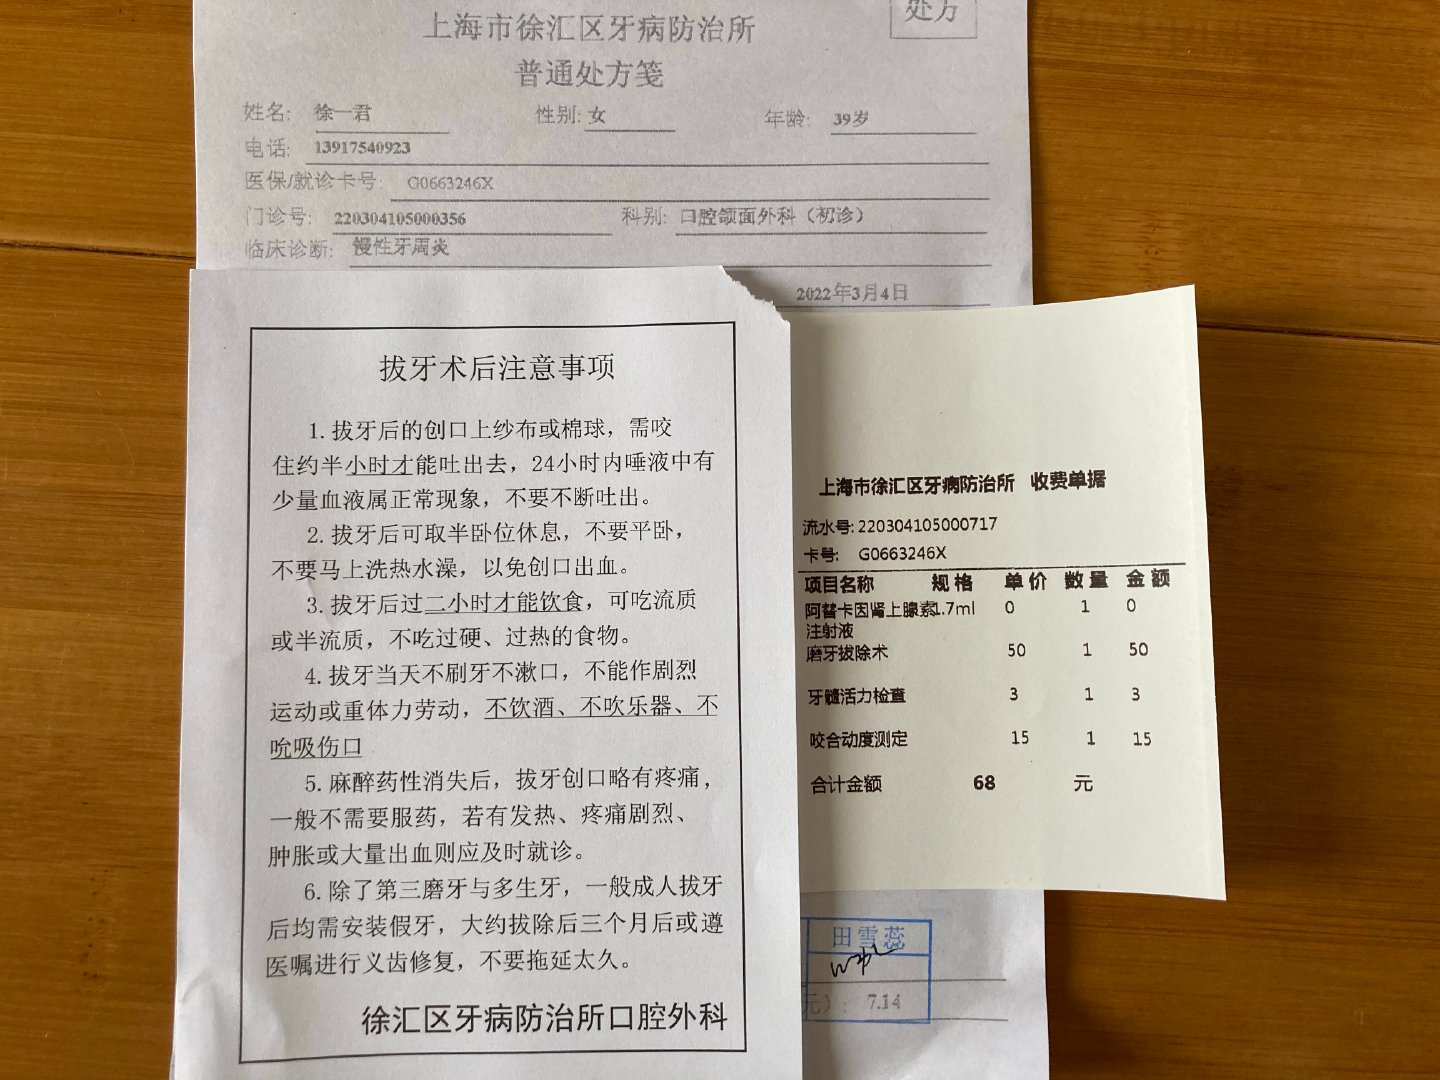 处方
上海市徐汇区牙病防治所
普通处方笺
姓名: 徐一君 性别: 女 年龄: 39岁
电话: 13917540923
医保/就诊卡号: G0663246X
门诊号: 220304105000356 科别: 口腔颌面外科（初诊）
临床诊断: 慢性牙周炎
2022年3月4日
拔牙术后注意事项
1. 拔牙后的创口上纱布或棉球，需咬
住约半小时才能吐出去，24小时内唾液中有
少量血液属正常现象，不要不断吐出。
2. 拔牙后可取半卧位休息，不要平卧，
不要马上洗热水澡，以免创口出血。
3. 拔牙后过二小时才能饮食，可吃流质
或半流质，不吃过硬、过热的食物。
4. 拔牙当天不刷牙不漱口，不能作剧烈
运动或重体力劳动，不饮酒、不吹乐器、不
吮吸伤口
5. 麻醉药性消失后，拔牙创口略有疼痛，
一般不需要服药，若有发热、疼痛剧烈、
肿胀或大量出血则应及时就诊。
6. 除了第三磨牙与多生牙，一般成人拔牙
后均需安装假牙，大约拔除后三个月后或遵
医嘱进行义齿修复，不要拖延太久。
徐汇区牙病防治所口腔外科
上海市徐汇区牙病防治所 收费单据
流水号: 220304105000717
卡号: G0663246X
项目名称 规格 单价 数量 金额
阿替卡因肾上腺素1.7ml 0 1 0
注射液
磨牙拔除术 50 1 50
牙髓活力检查 3 1 3
咬合动度测定 15 1 15
合计金额 68 元
田雪蕊
元）: 7.14